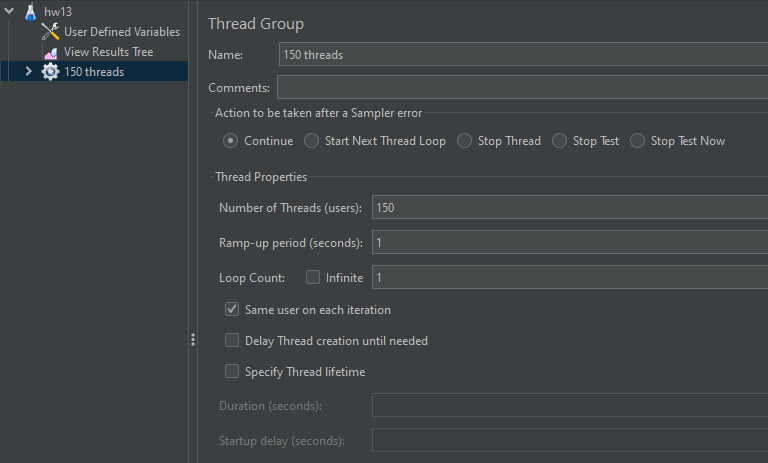 hw13
User Defined Variables
View Results Tree
150 threads
Thread Group
Name: 150 threads
Comments:
Action to be taken after a Sampler error
Continue Start Next Thread Loop Stop Thread Stop Test Stop Test Now
Thread Properties
Number of Threads (users): 150
Ramp-up period (seconds): 1
Loop Count: Infinite 1
Same user on each iteration
Delay Thread creation until needed
Specify Thread lifetime
Duration (seconds):
Startup delay (seconds):